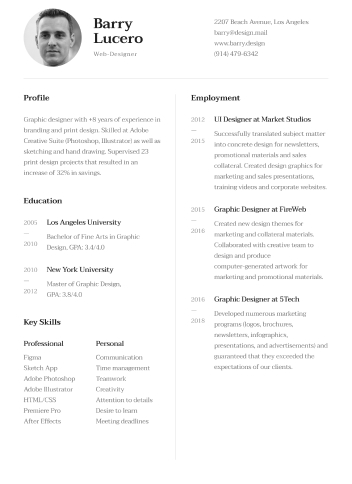 Barry
Lucero
Web-Designer
2207 Beach Avenue, Los Angeles
barry@design.mail
www.barry.design
(914) 479-6342
Profile
Graphic designer with +8 years of experience in
branding and print design. Skilled at Adobe
Creative Suite (Photoshop, Illustrator) as well as
sketching and hand drawing. Supervised 23
print design projects that resulted in an
increase of 32% in savings.
Education
2005
—
2010
Los Angeles University
Bachelor of Fine Arts in Graphic
Design, GPA: 3.4/4.0
2010
—
2012
New York University
Master of Graphic Design,
GPA: 3.8/4.0
Key Skills
Professional
Figma
Sketch App
Adobe Photoshop
Adobe Illustrator
HTML/CSS
Premiere Pro
After Effects
Personal
Communication
Time management
Teamwork
Creativity
Attention to details
Desire to learn
Meeting deadlines
Employment
2012
—
2015
UI Designer at Market Studios
Successfully translated subject matter
into concrete design for newsletters,
promotional materials and sales
collateral. Created design graphics for
marketing and sales presentations,
training videos and corporate websites.
2015
—
2016
Graphic Designer at FireWeb
Created new design themes for
marketing and collateral materials.
Collaborated with creative team to
design and produce
computer-generated artwork for
marketing and promotional materials.
2016
—
2018
Graphic Designer at 5Tech
Developed numerous marketing
programs (logos, brochures,
newsletters, infographics,
presentations, and advertisements) and
guaranteed that they exceeded the
expectations of our clients.